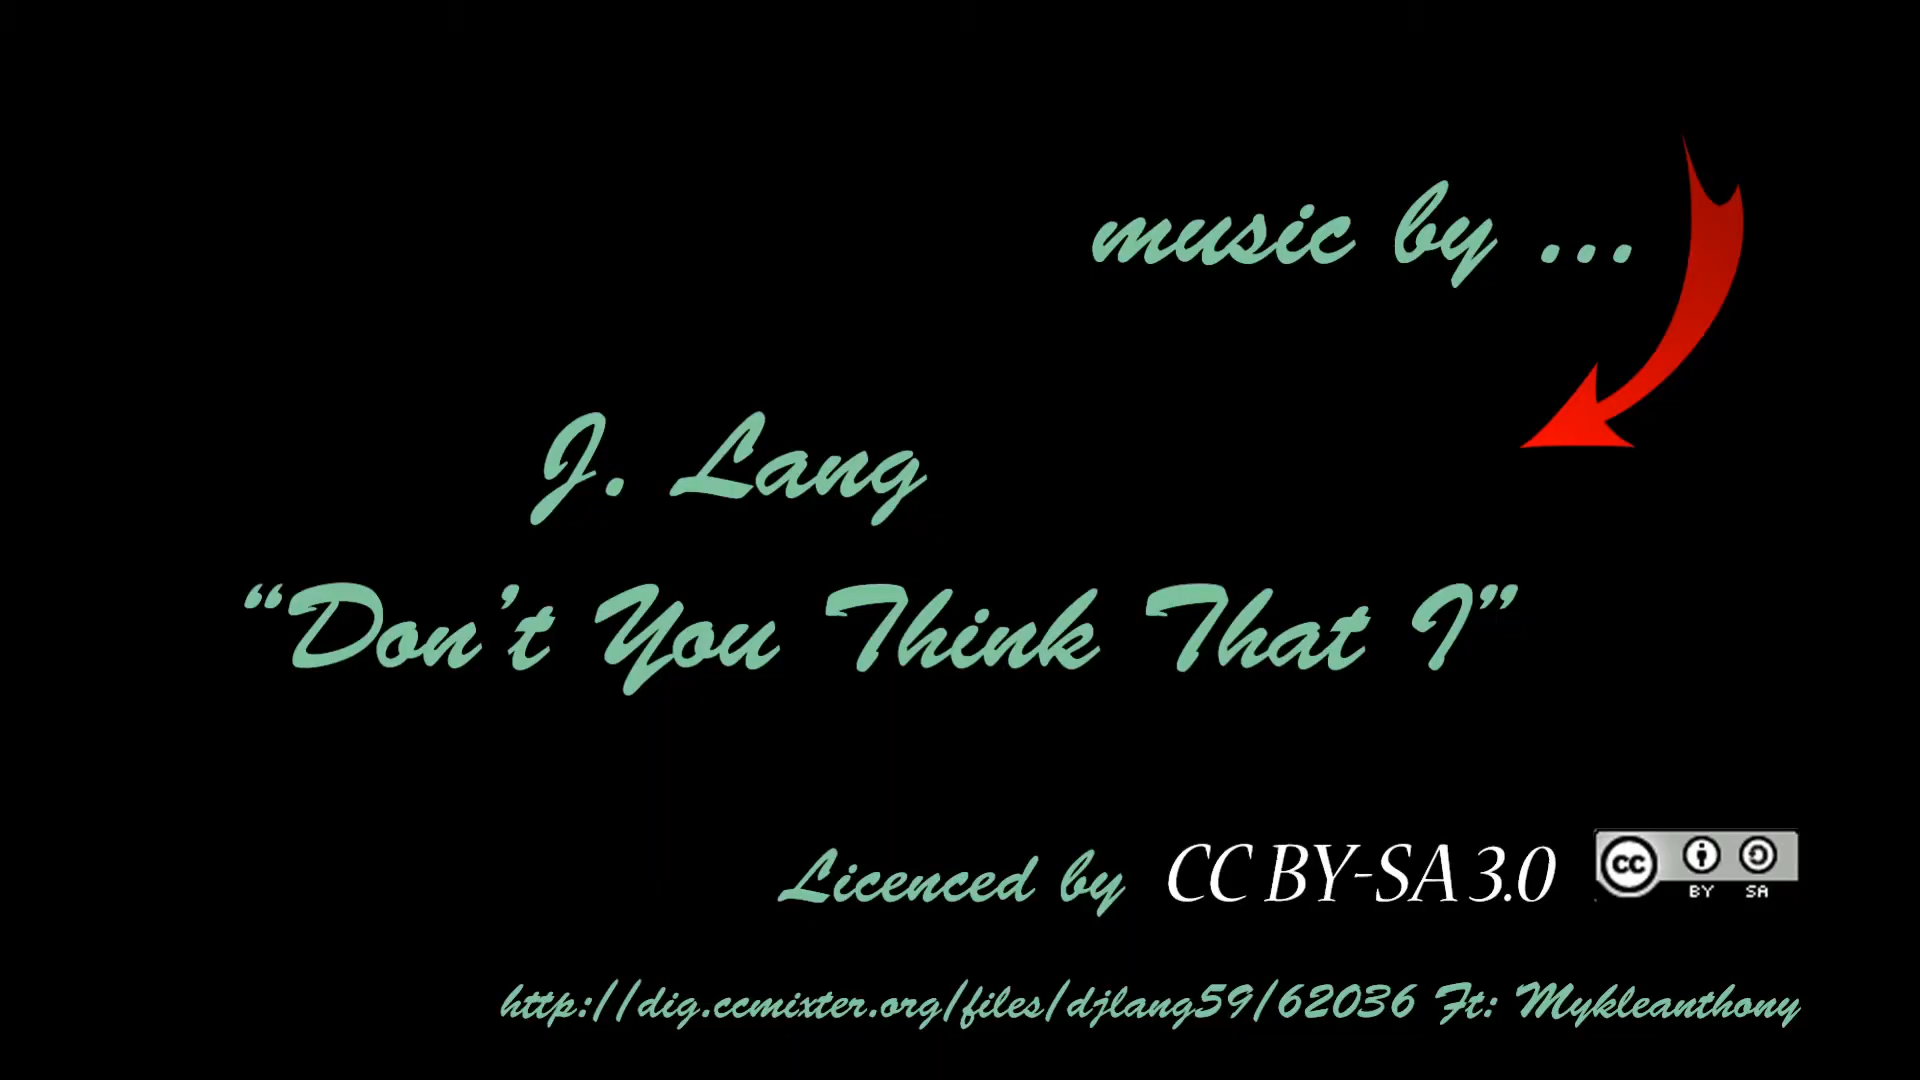 music by ...
J. Lang
“Don’t You Think That I”
Licenced by CC BY-SA 3.0 cc BY SA
http://dig.ccmixter.org/files/djlang59/62036 Ft: Mykleanthony